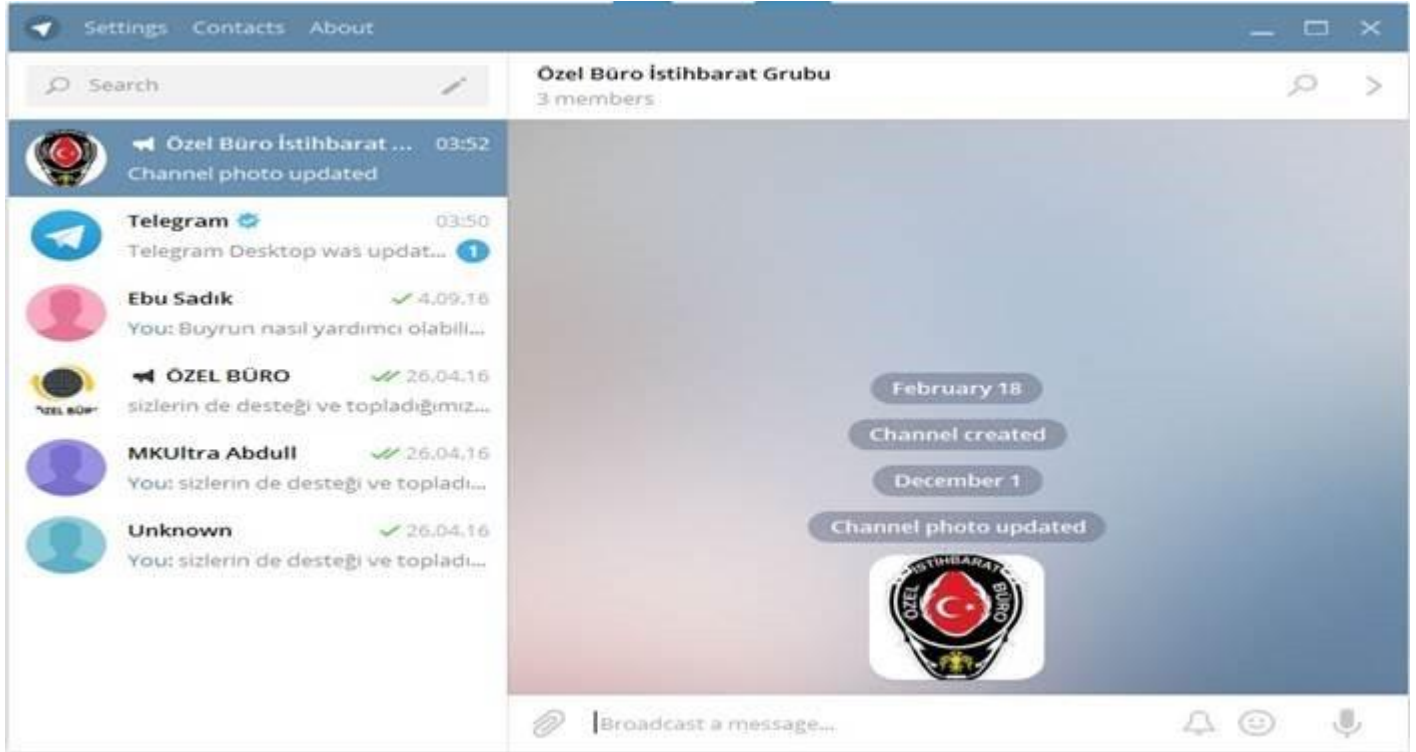 Settings Contacts About
Search
Özel Büro İstihbarat Grubu
3 members
Özel Büro İstihbarat ... 03:52
Channel photo updated
Telegram 03:50
Telegram Desktop was updat... 1
Ebu Sadık 4.09.16
You: Buyrun nasıl yardımcı olabili...
ÖZEL BÜRO 26.04.16
sizlerin de desteği ve topladığımız...
MKUltra Abdull 26.04.16
You: sizlerin de desteği ve topladı...
Unknown 26.04.16
You: sizlerin de desteği ve topladı...
February 18
Channel created
December 1
Channel photo updated
İSTİHBARAT
ÖZEL BÜRO
Broadcast a message...